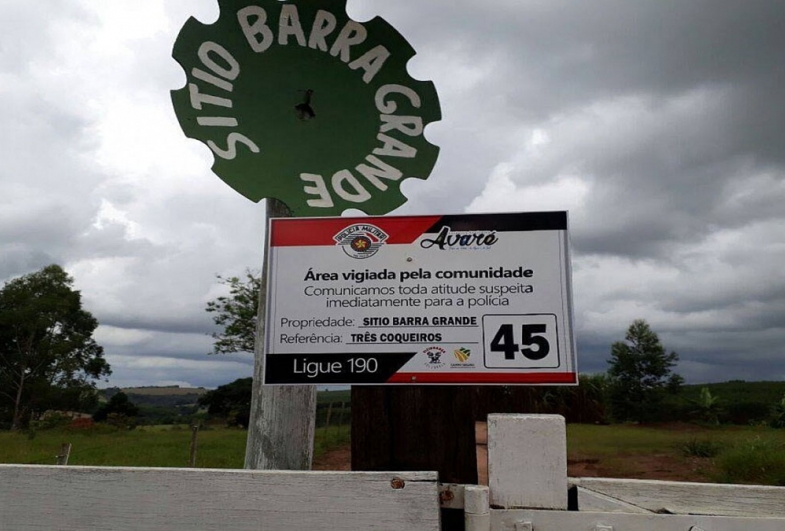 SITIO BARRA GRANDE
POLÍCIA MILITAR
Avaré
Área vigiada pela comunidade
Comunicamos toda atitude suspeita
imediatamente para a polícia
Propriedade: SITIO BARRA GRANDE
Referência: TRÊS COQUEIROS
45
Ligue 190